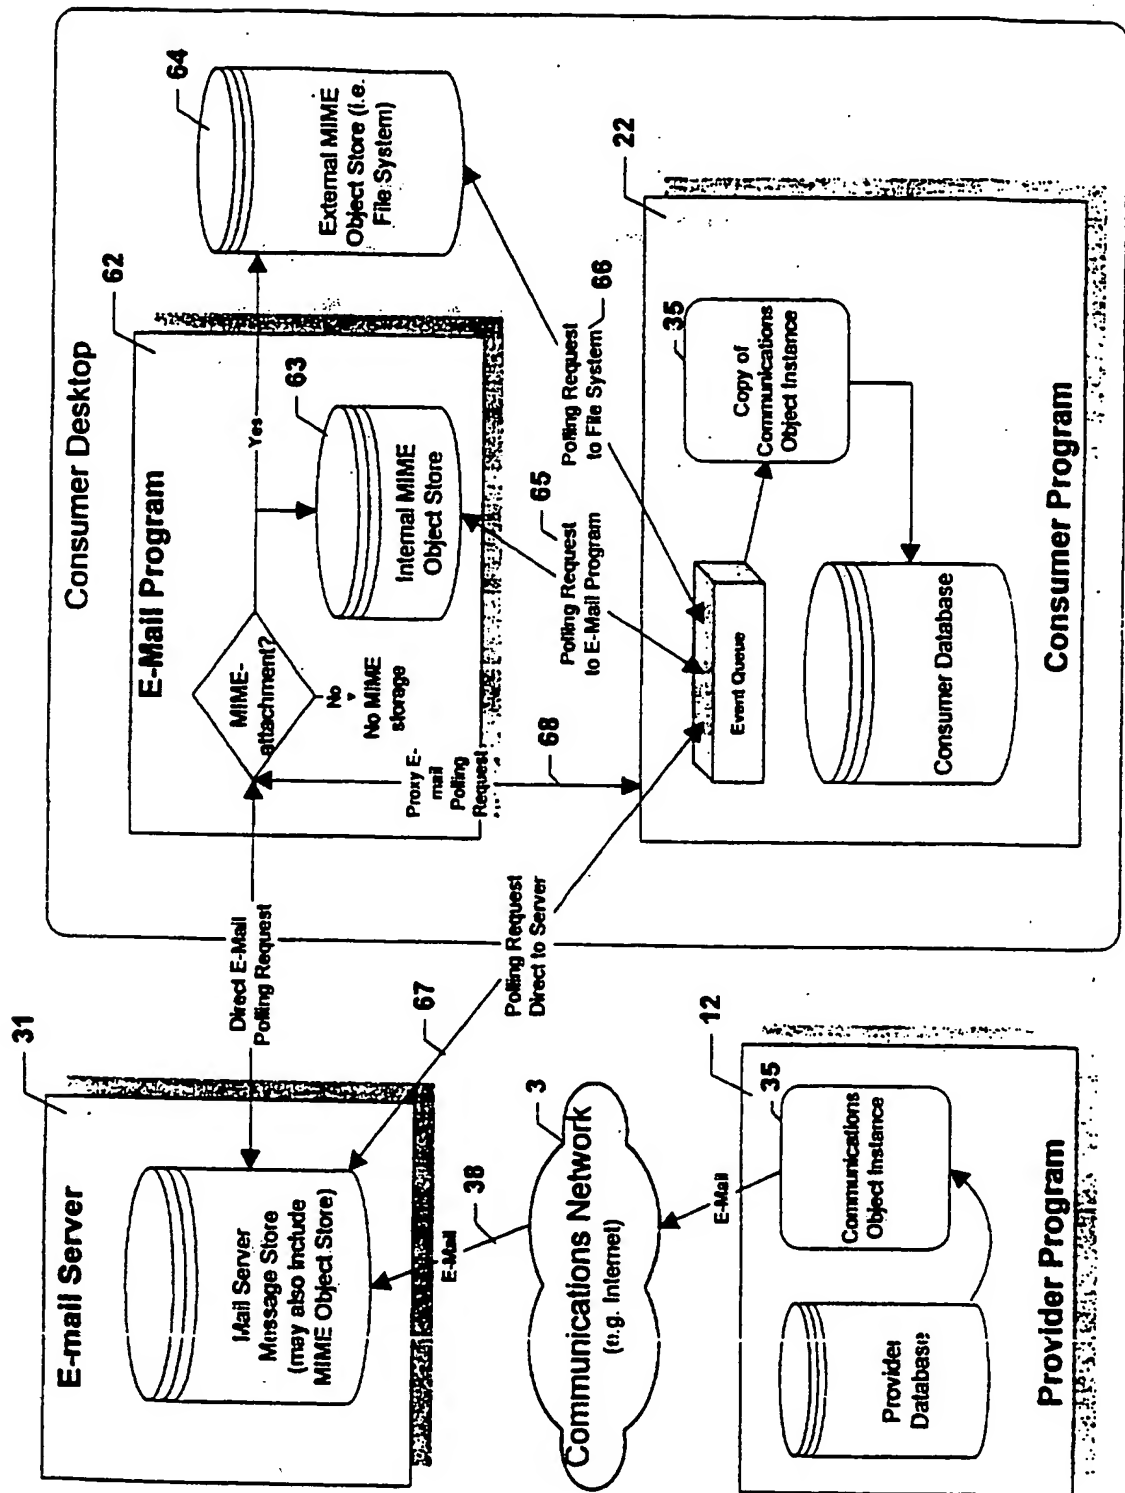 E-mail Server
31
Mail Server
Message Store
(may also include
MIME Object Store)
Direct E-Mail
Polling Request
67
E-Mail
38
Polling Request
Direct to Server
Communications Network
(e.g. Internet)
3
E-Mail
12
35
Communications
Object Instance
Provider
Database
Provider Program
Consumer Desktop
E-Mail Program
62
MIME-
attachment?
Yes
No
No MIME
storage
Internal MIME
Object Store
63
External MIME
Object Store (i.e.
File System)
64
Proxy E-
mail
Polling
Request
68
Polling Request
to E-Mail Program
65
Polling Request
to File System
66
22
Event Queue
35
Copy of
Communications
Object Instance
Consumer Database
Consumer Program